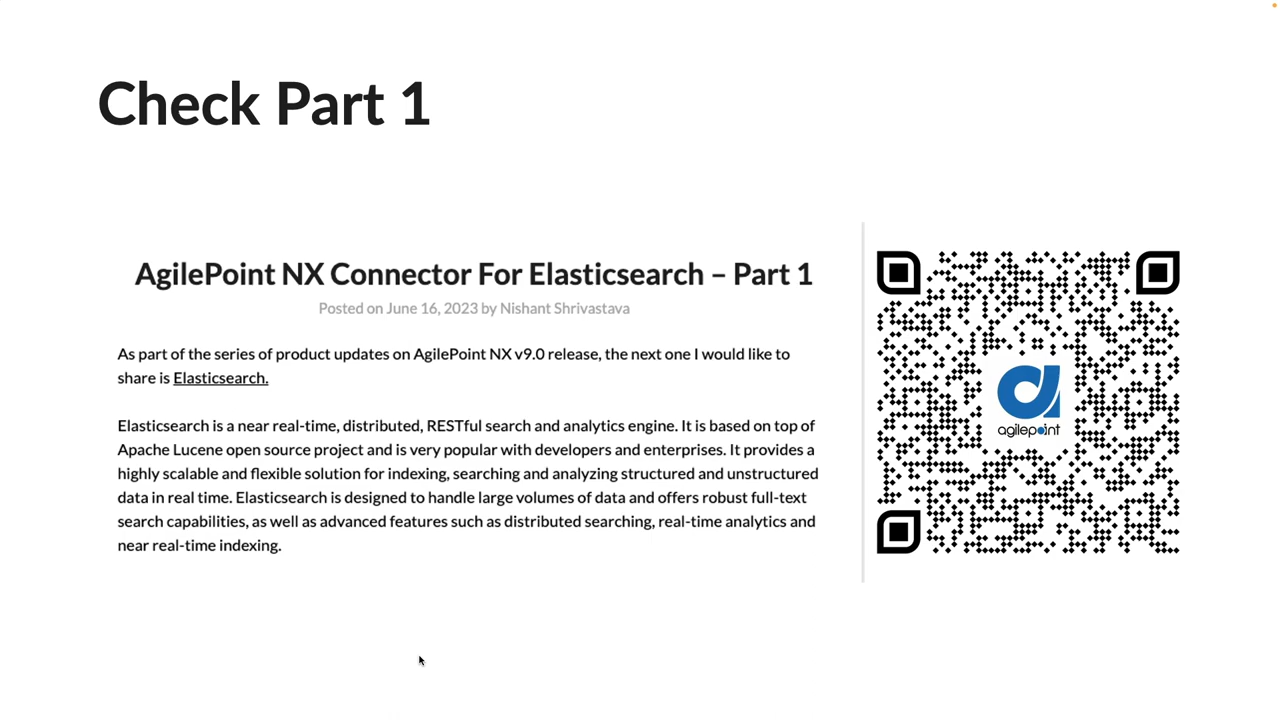 Check Part 1
AgilePoint NX Connector For Elasticsearch – Part 1
Posted on June 16, 2023 by Nishant Shrivastava
As part of the series of product updates on AgilePoint NX v9.0 release, the next one I would like to
share is Elasticsearch.
Elasticsearch is a near real-time, distributed, RESTful search and analytics engine. It is based on top of
Apache Lucene open source project and is very popular with developers and enterprises. It provides a
highly scalable and flexible solution for indexing, searching and analyzing structured and unstructured
data in real time. Elasticsearch is designed to handle large volumes of data and offers robust full-text
search capabilities, as well as advanced features such as distributed searching, real-time analytics and
near real-time indexing.
agilepoint